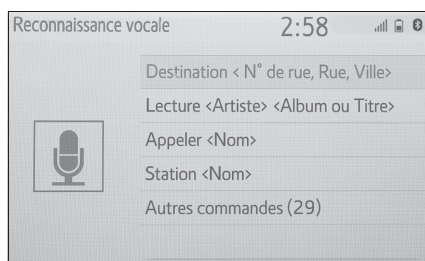 Reconnaissance vocale 2:58
Destination < N° de rue, Rue, Ville>
Lecture <Artiste> <Album ou Titre>
Appeler <Nom>
Station <Nom>
Autres commandes (29)